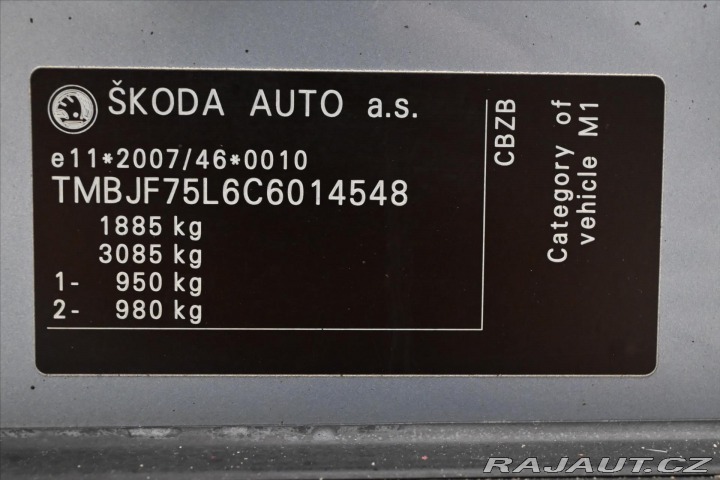 ŠKODA AUTO a.s.
e11*2007/46*0010
TMBJF75L6C6014548
1885 kg
3085 kg
1- 950 kg
2- 980 kg
CBZB
Category of
vehicle M1
RAJAUT.CZ